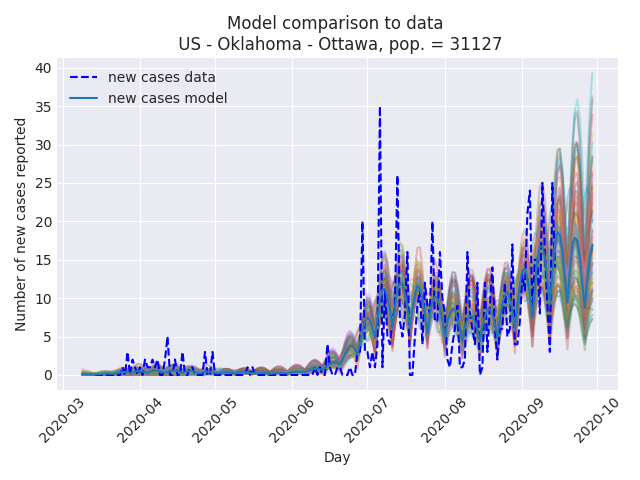 Model comparison to data
US - Oklahoma - Ottawa, pop. = 31127
new cases data
new cases model
Number of new cases reported
40
35
30
25
20
15
10
5
0
2020-03
2020-04
2020-05
2020-06
2020-07
2020-08
2020-09
2020-10
Day